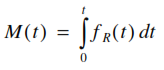 M(t) = ∫₀ᵗ f_R(t) dt